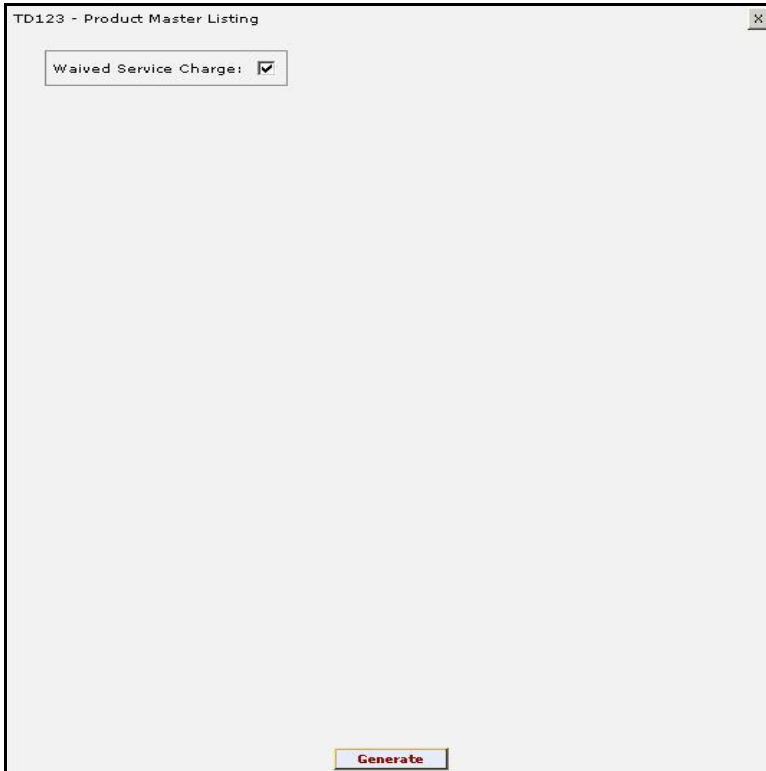 TD123 - Product Master Listing
Waived Service Charge:
Generate